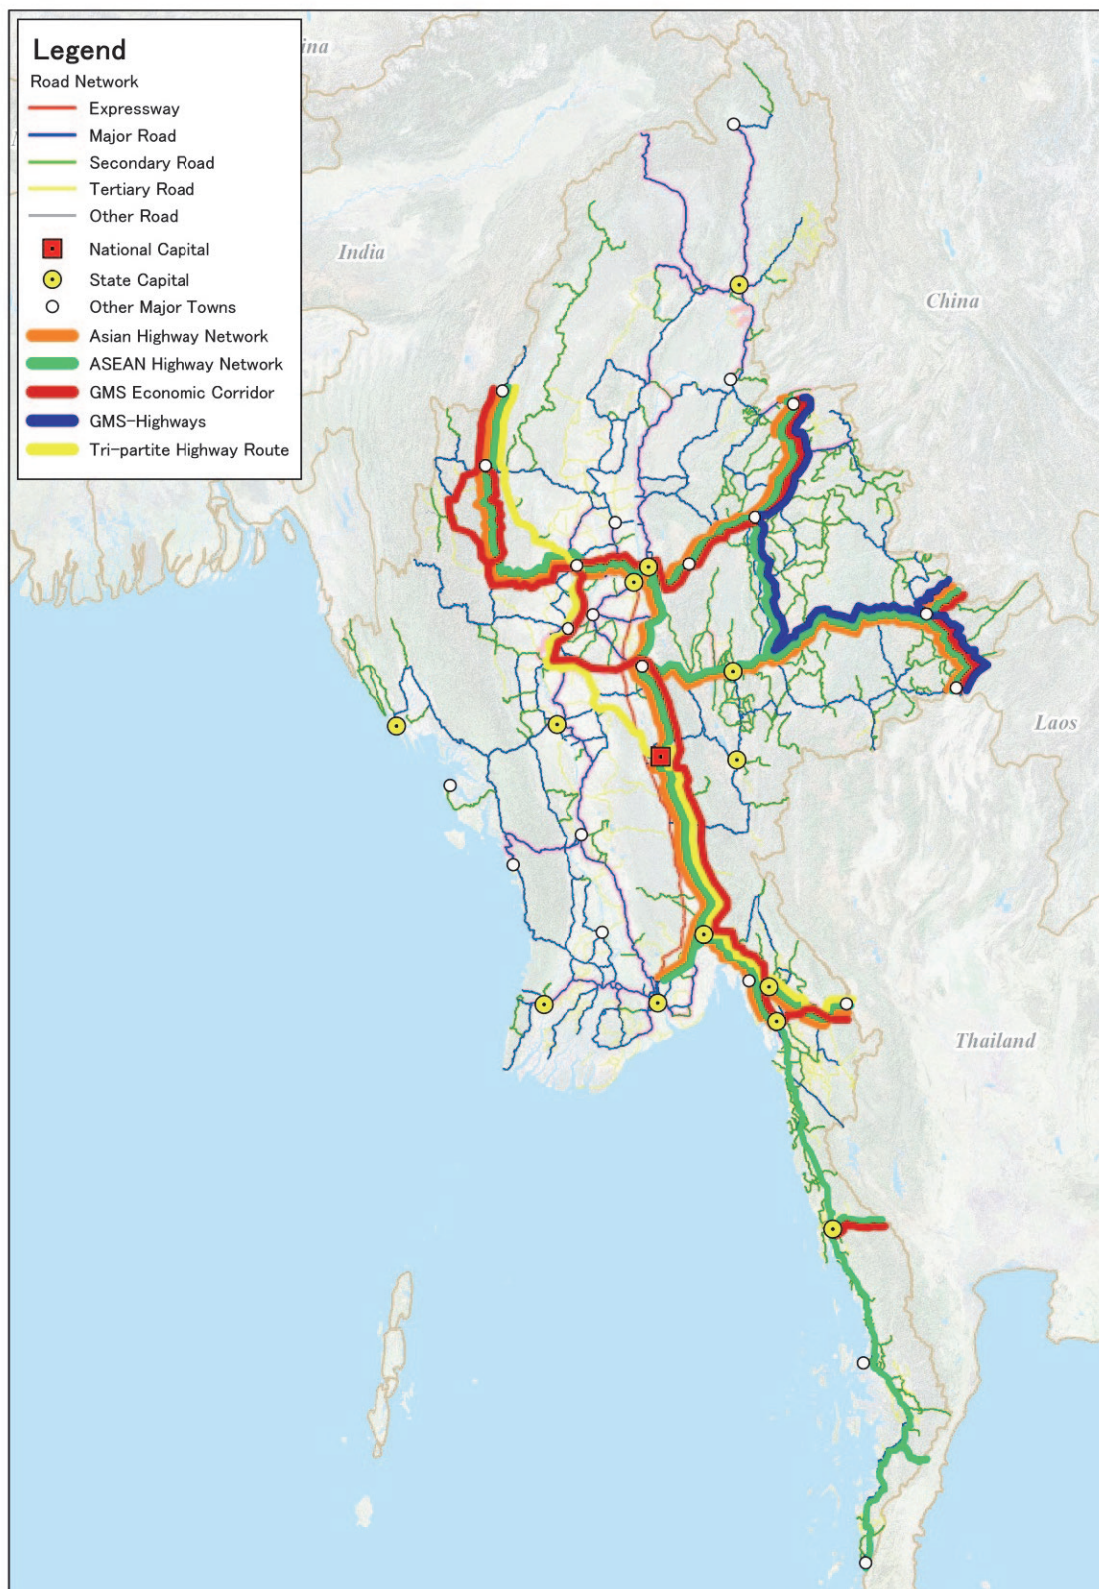 Legend
Road Network
Expressway
Major Road
Secondary Road
Tertiary Road
Other Road
National Capital
State Capital
Other Major Towns
Asian Highway Network
ASEAN Highway Network
GMS Economic Corridor
GMS-Highways
Tri-partite Highway Route
ina
India
China
Laos
Thailand